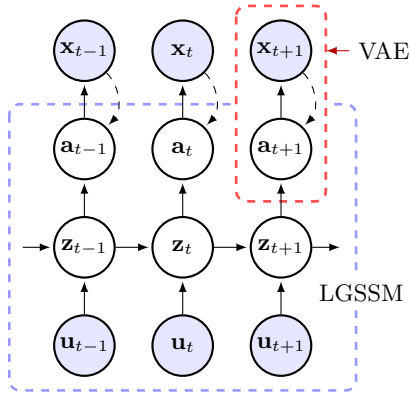 x_{t−1} x_t x_{t+1} VAE
a_{t−1} a_t a_{t+1}
z_{t−1} z_t z_{t+1}
LGSSM
u_{t−1} u_t u_{t+1}